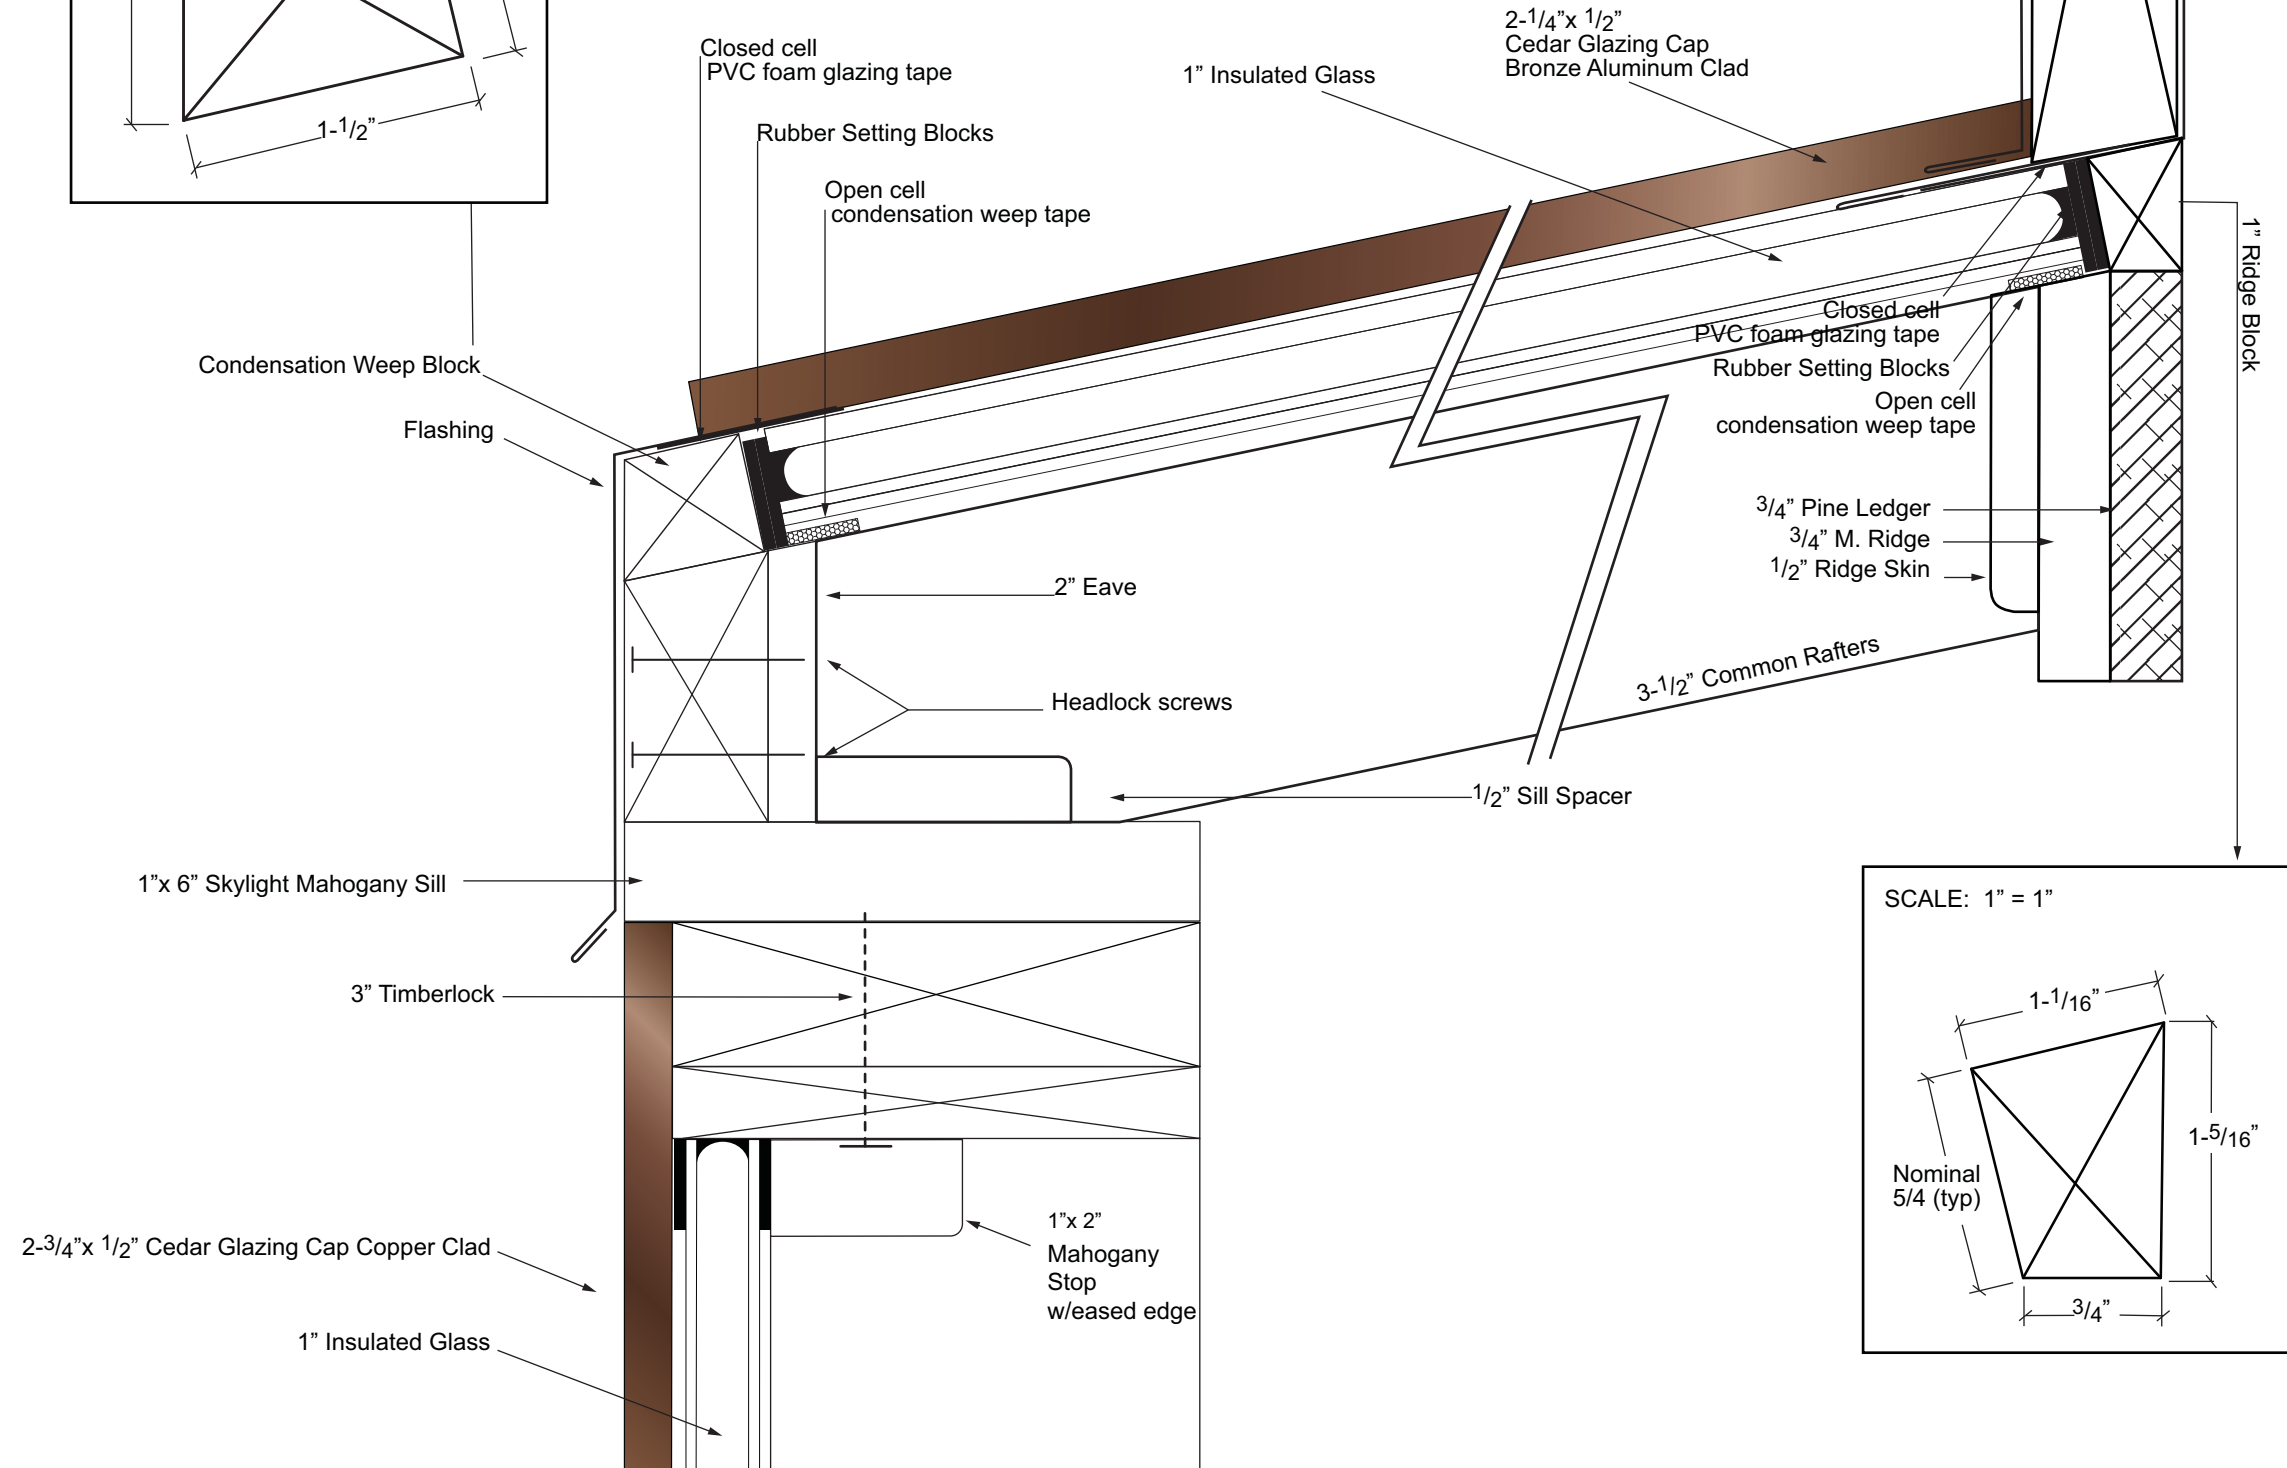 2-1/4”x 1/2”
Cedar Glazing Cap
Bronze Aluminum Clad
Closed cell
PVC foam glazing tape
1” Insulated Glass
1-1/2”
Rubber Setting Blocks
Open cell
condensation weep tape
1” Ridge Block
Closed cell
PVC foam glazing tape
Rubber Setting Blocks
Open cell
condensation weep tape
Condensation Weep Block
Flashing
3/4” Pine Ledger
3/4” M. Ridge
1/2” Ridge Skin
2” Eave
3-1/2” Common Rafters
Headlock screws
1/2” Sill Spacer
1”x 6” Skylight Mahogany Sill
SCALE: 1” = 1”
3” Timberlock
1-1/16”
1-5/16”
Nominal
5/4 (typ)
3/4”
1”x 2”
Mahogany
Stop
w/eased edge
2-3/4”x 1/2” Cedar Glazing Cap Copper Clad
1” Insulated Glass